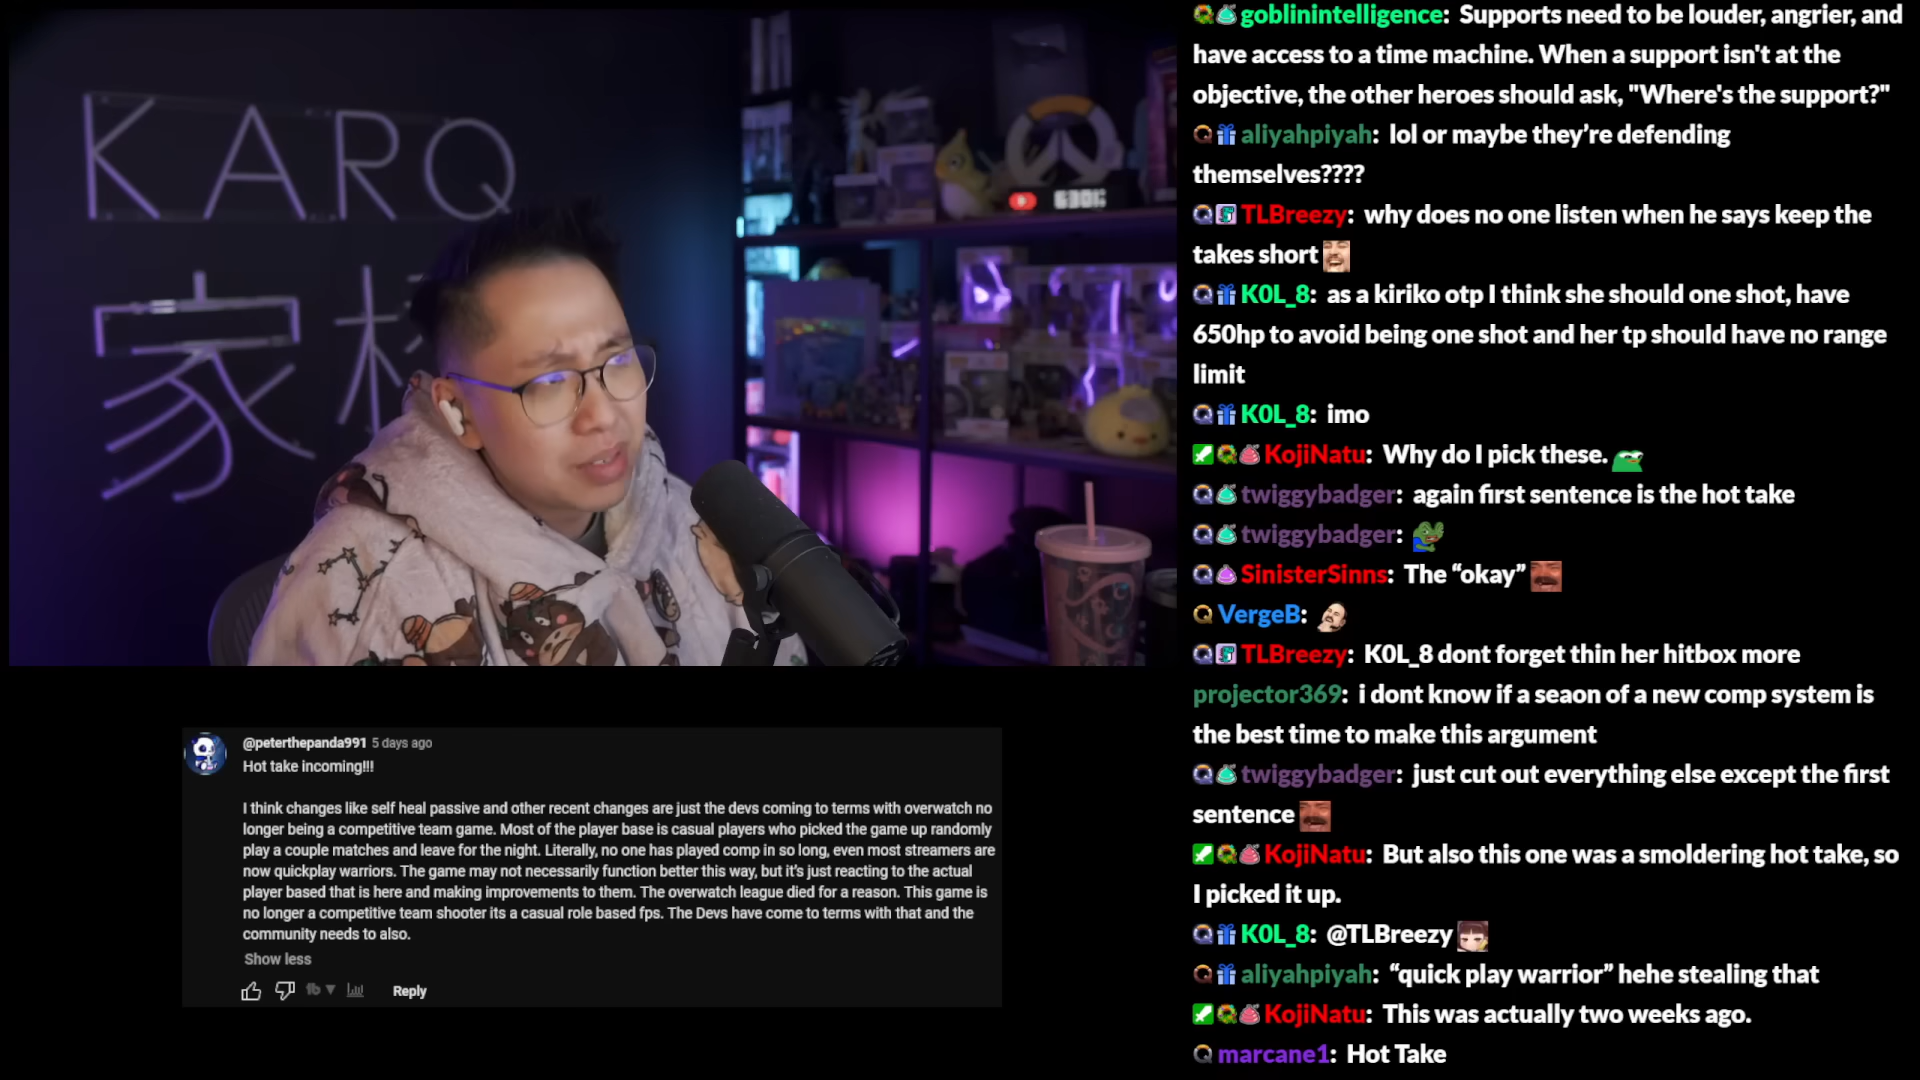 KARQ
家
@peterthepanda991 5 days ago
Hot take incoming!!!
I think changes like self heal passive and other recent changes are just the devs coming to terms with overwatch no
longer being a competitive team game. Most of the player base is casual players who picked the game up randomly
play a couple matches and leave for the night. Literally, no one has played comp in so long, even most streamers are
now quickplay warriors. The game may not necessarily function better this way, but it's just reacting to the actual
player based that is here and making improvements to them. The overwatch league died for a reason. This game is
no longer a competitive team shooter its a casual role based fps. The Devs have come to terms with that and the
community needs to also.
Show less
Reply
goblinintelligence: Supports need to be louder, angrier, and
have access to a time machine. When a support isn't at the
objective, the other heroes should ask, "Where's the support?"
aliyahpiyah: lol or maybe they’re defending
themselves????
TLBreezy: why does no one listen when he says keep the
takes short
K0L_8: as a kiriko otp I think she should one shot, have
650hp to avoid being one shot and her tp should have no range
limit
K0L_8: imo
KojiNatu: Why do I pick these.
twiggybadger: again first sentence is the hot take
twiggybadger:
SinisterSinns: The “okay”
VergeB:
TLBreezy: K0L_8 dont forget thin her hitbox more
projector369: i dont know if a seaon of a new comp system is
the best time to make this argument
twiggybadger: just cut out everything else except the first
sentence
KojiNatu: But also this one was a smoldering hot take, so
I picked it up.
K0L_8: @TLBreezy
aliyahpiyah: “quick play warrior” hehe stealing that
KojiNatu: This was actually two weeks ago.
marcane1: Hot Take